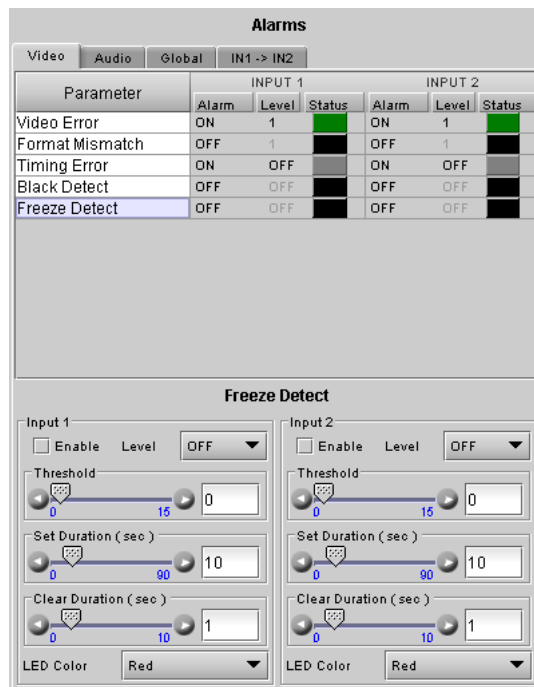 Alarms
Video Audio Global IN1 -> IN2
Parameter INPUT 1 INPUT 2
Alarm Level Status Alarm Level Status
Video Error ON 1 ON 1
Format Mismatch OFF 1 OFF 1
Timing Error ON OFF ON OFF
Black Detect OFF OFF OFF OFF
Freeze Detect OFF OFF OFF OFF
Freeze Detect
Input 1 Input 2
Enable Level OFF Enable Level OFF
Threshold Threshold
0 15 0 0 15 0
Set Duration ( sec ) Set Duration ( sec )
0 90 10 0 90 10
Clear Duration ( sec ) Clear Duration ( sec )
0 10 1 0 10 1
LED Color Red LED Color Red